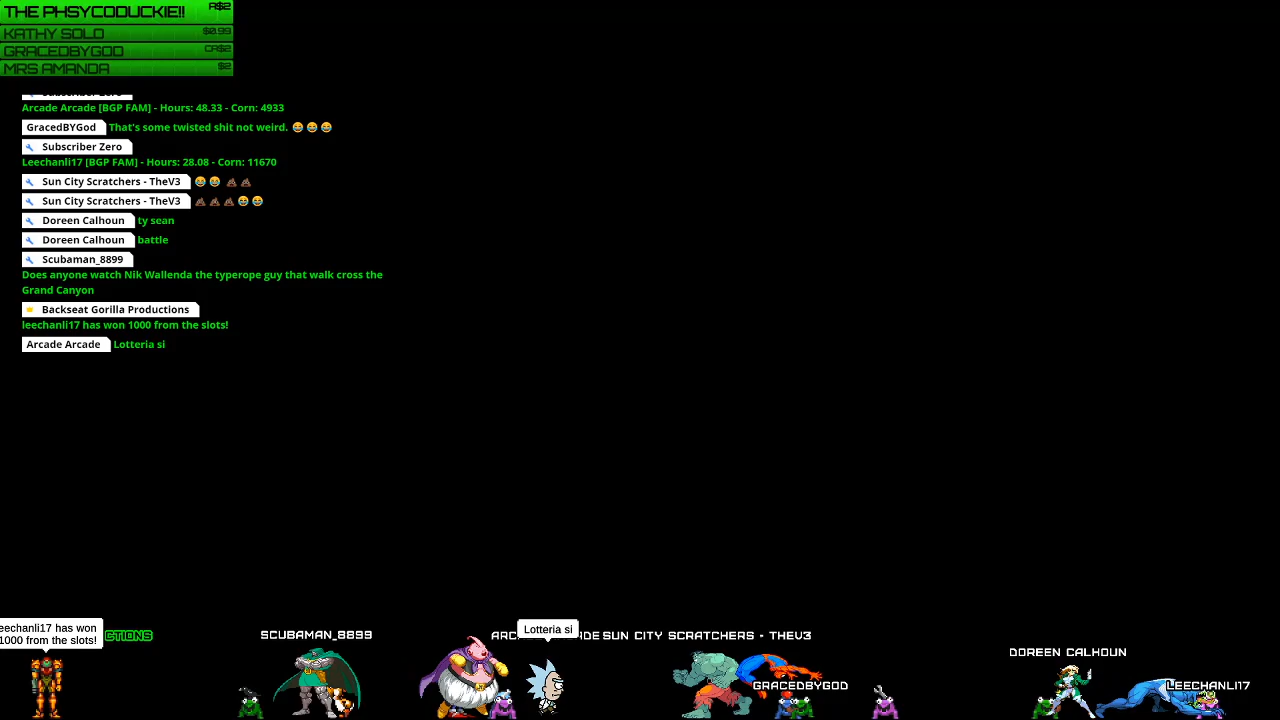 THE PHSYCODUCKIE!! A$2
KATHY SOLO $0.99
GRACEDBYGOD CA$2
MRS AMANDA $2
Subscriber Zero
Arcade Arcade [BGP FAM] - Hours: 48.33 - Corn: 4933
GracedBYGod That's some twisted shit not weird. 😂 😂 😂
Subscriber Zero
Leechanli17 [BGP FAM] - Hours: 28.08 - Corn: 11670
Sun City Scratchers - TheV3 😂 😂 💩 💩
Sun City Scratchers - TheV3 💩 💩 💩 😂 😂
Doreen Calhoun ty sean
Doreen Calhoun battle
Scubaman_8899
Does anyone watch Nik Wallenda the typerope guy that walk cross the
Grand Canyon
Backseat Gorilla Productions
leechanli17 has won 1000 from the slots!
Arcade Arcade Lotteria si
eechanli17 has won
1000 from the slots!
CTIONS
SCUBAMAN_8899
Lotteria si
ARC ADE SUN CITY SCRATCHERS - THEV3
GRACEDBYGOD
DOREEN CALHOUN
LEECHANLI17